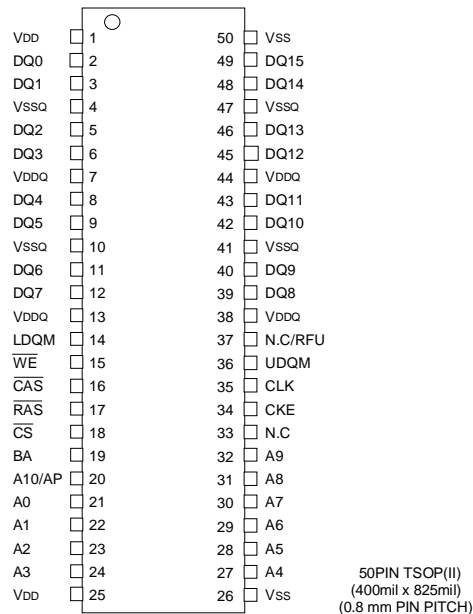 VDD 1 50 VSS
DQ0 2 49 DQ15
DQ1 3 48 DQ14
VSSQ 4 47 VSSQ
DQ2 5 46 DQ13
DQ3 6 45 DQ12
VDDQ 7 44 VDDQ
DQ4 8 43 DQ11
DQ5 9 42 DQ10
VSSQ 10 41 VSSQ
DQ6 11 40 DQ9
DQ7 12 39 DQ8
VDDQ 13 38 VDDQ
LDQM 14 37 N.C/RFU
WE 15 36 UDQM
CAS 16 35 CLK
RAS 17 34 CKE
CS 18 33 N.C
BA 19 32 A9
A10/AP 20 31 A8
A0 21 30 A7
A1 22 29 A6
A2 23 28 A5
A3 24 27 A4
VDD 25 26 VSS
50PIN TSOP(II)
(400mil x 825mil)
(0.8 mm PIN PITCH)